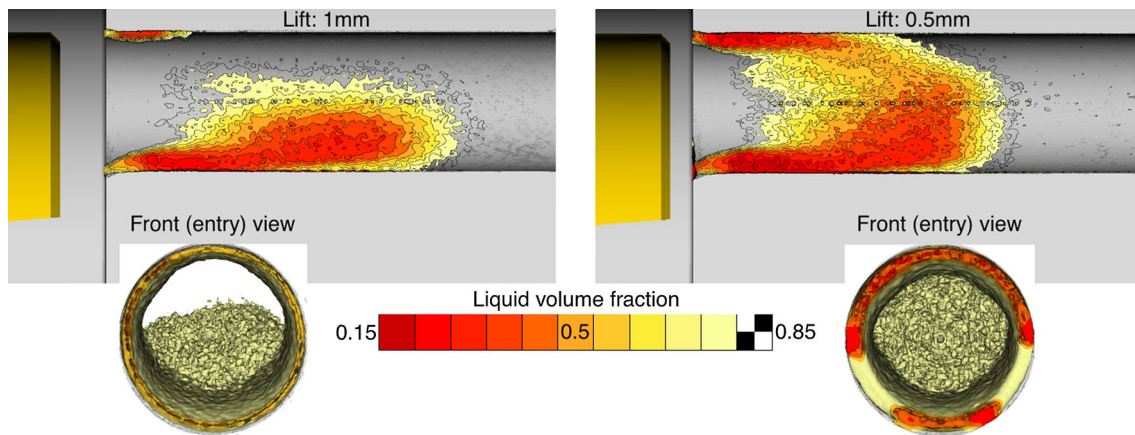 Lift: 1mm
Lift: 0.5mm
Front (entry) view
Front (entry) view
Liquid volume fraction
0.15 0.5 0.85